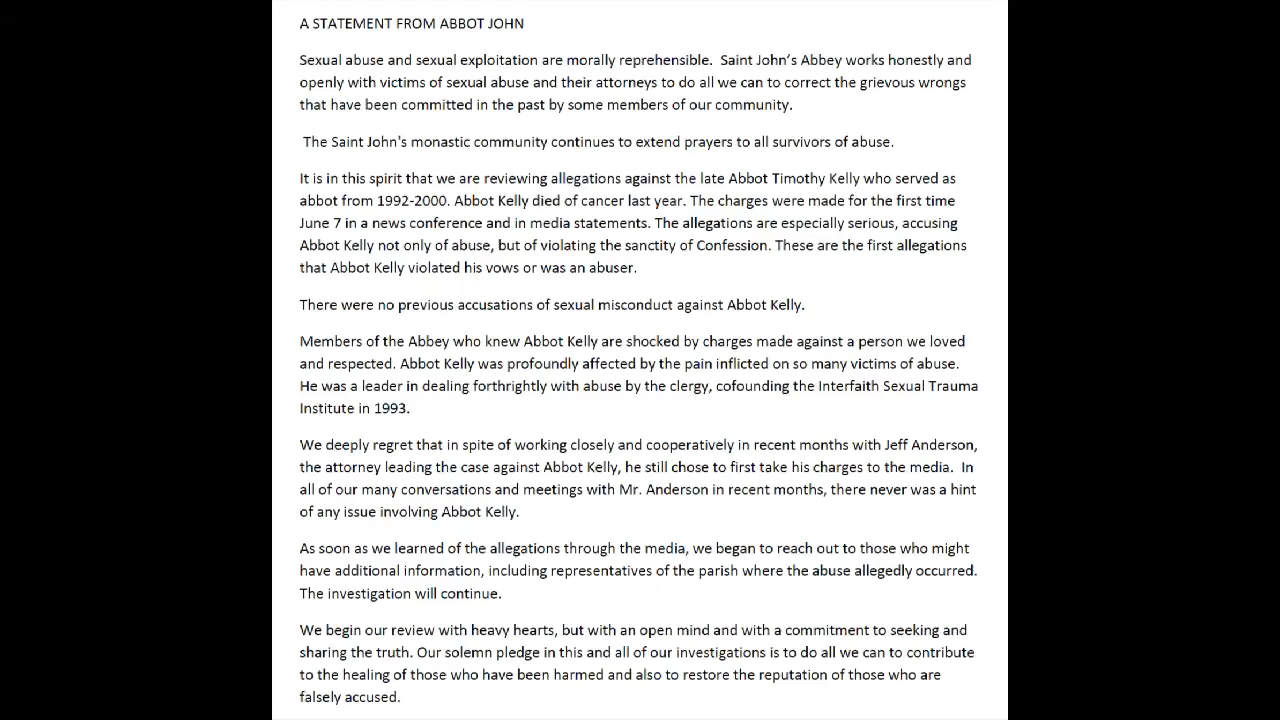 A STATEMENT FROM ABBOT JOHN
Sexual abuse and sexual exploitation are morally reprehensible.  Saint John’s Abbey works honestly and
openly with victims of sexual abuse and their attorneys to do all we can to correct the grievous wrongs
that have been committed in the past by some members of our community.
The Saint John's monastic community continues to extend prayers to all survivors of abuse.
It is in this spirit that we are reviewing allegations against the late Abbot Timothy Kelly who served as
abbot from 1992-2000. Abbot Kelly died of cancer last year. The charges were made for the first time
June 7 in a news conference and in media statements. The allegations are especially serious, accusing
Abbot Kelly not only of abuse, but of violating the sanctity of Confession. These are the first allegations
that Abbot Kelly violated his vows or was an abuser.
There were no previous accusations of sexual misconduct against Abbot Kelly.
Members of the Abbey who knew Abbot Kelly are shocked by charges made against a person we loved
and respected. Abbot Kelly was profoundly affected by the pain inflicted on so many victims of abuse.
He was a leader in dealing forthrightly with abuse by the clergy, cofounding the Interfaith Sexual Trauma
Institute in 1993.
We deeply regret that in spite of working closely and cooperatively in recent months with Jeff Anderson,
the attorney leading the case against Abbot Kelly, he still chose to first take his charges to the media.  In
all of our many conversations and meetings with Mr. Anderson in recent months, there never was a hint
of any issue involving Abbot Kelly.
As soon as we learned of the allegations through the media, we began to reach out to those who might
have additional information, including representatives of the parish where the abuse allegedly occurred.
The investigation will continue.
We begin our review with heavy hearts, but with an open mind and with a commitment to seeking and
sharing the truth. Our solemn pledge in this and all of our investigations is to do all we can to contribute
to the healing of those who have been harmed and also to restore the reputation of those who are
falsely accused.